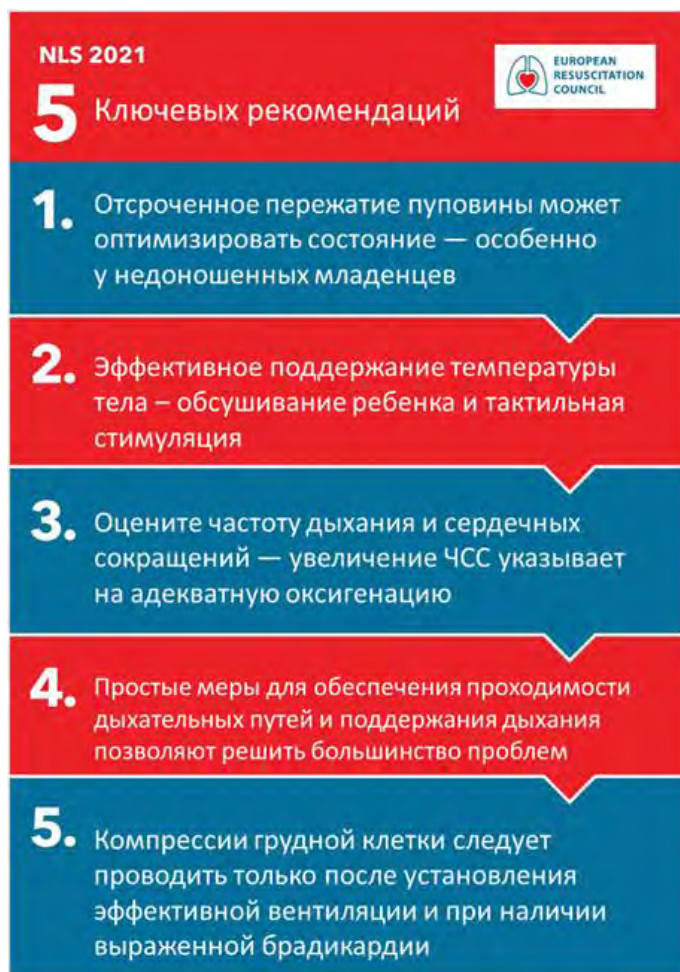 NLS 2021
EUROPEAN
RESUSCITATION
COUNCIL
5 Ключевых рекомендаций
1. Отсроченное пережатие пуповины может
оптимизировать состояние — особенно
у недоношенных младенцев
2. Эффективное поддержание температуры
тела – обсушивание ребенка и тактильная
стимуляция
3. Оцените частоту дыхания и сердечных
сокращений — увеличение ЧСС указывает
на адекватную оксигенацию
4. Простые меры для обеспечения проходимости
дыхательных путей и поддержания дыхания
позволяют решить большинство проблем
5. Компрессии грудной клетки следует
проводить только после установления
эффективной вентиляции и при наличии
выраженной брадикардии